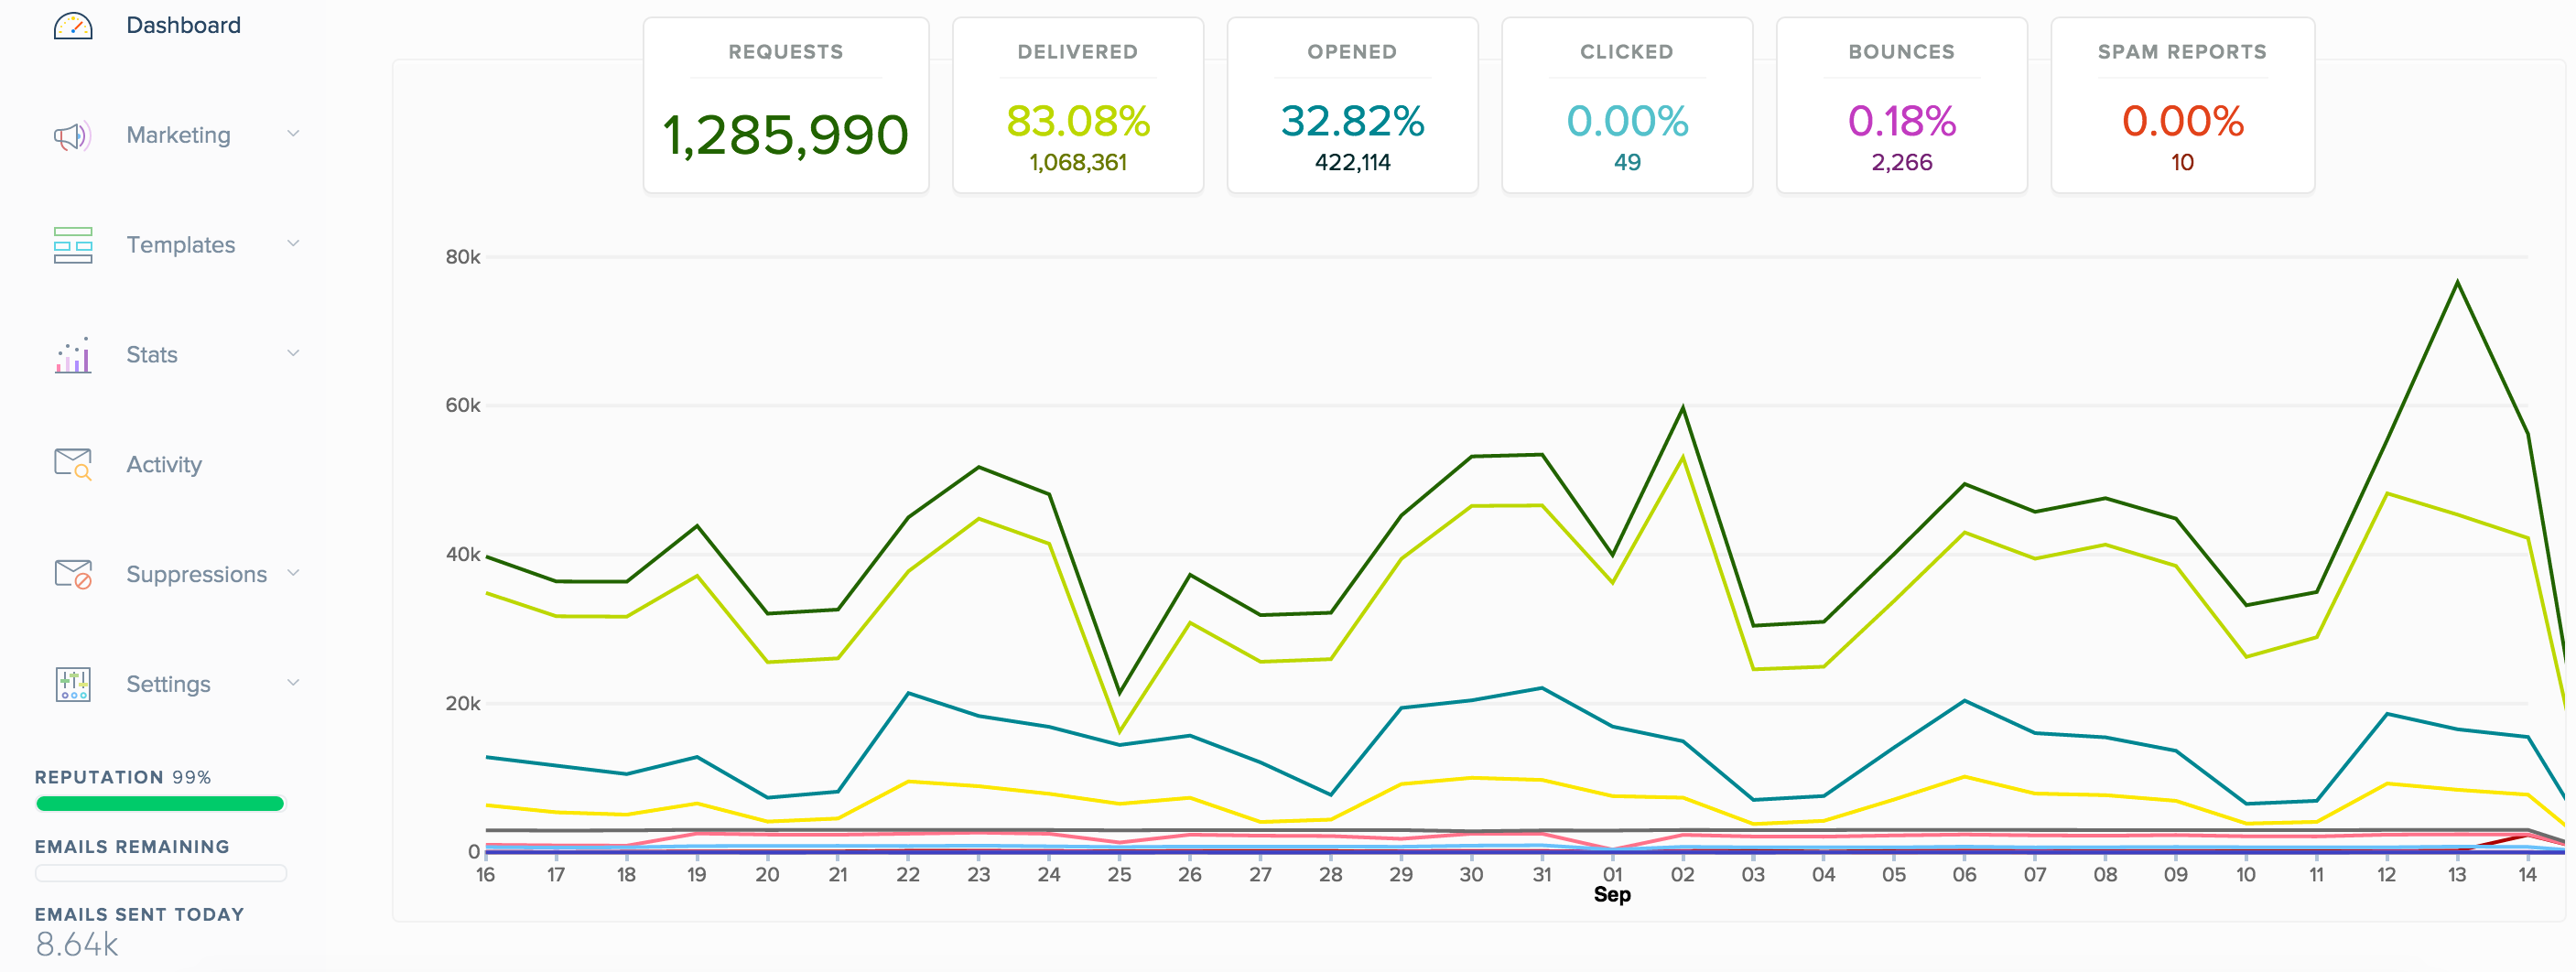 Dashboard
Marketing
Templates
Stats
Activity
Suppressions
Settings
REPUTATION 99%
EMAILS REMAINING
EMAILS SENT TODAY
8.64k
REQUESTS
1,285,990
DELIVERED
83.08%
1,068,361
OPENED
32.82%
422,114
CLICKED
0.00%
49
BOUNCES
0.18%
2,266
SPAM REPORTS
0.00%
10
80k
60k
40k
20k
0
16 17 18 19 20 21 22 23 24 25 26 27 28 29 30 31 01 02 03 04 05 06 07 08 09 10 11 12 13 14
Sep